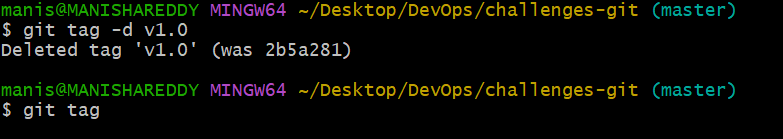 manis@MANISHAREDDY MINGW64 ~/Desktop/DevOps/challenges-git (master)
$ git tag -d v1.0
Deleted tag 'v1.0' (was 2b5a281)
manis@MANISHAREDDY MINGW64 ~/Desktop/DevOps/challenges-git (master)
$ git tag